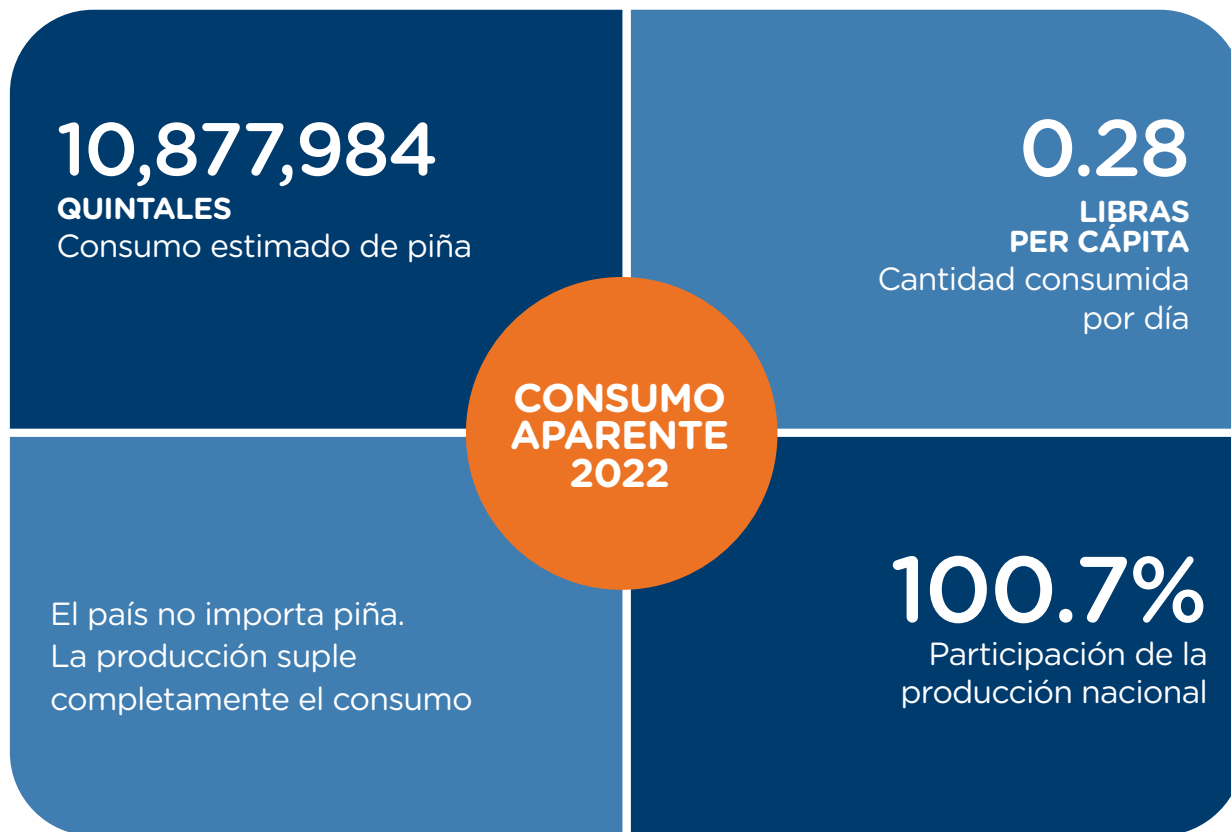 10,877,984
QUINTALES
Consumo estimado de piña
0.28
LIBRAS
PER CÁPITA
Cantidad consumida
por día
CONSUMO
APARENTE
2022
El país no importa piña.
La producción suple
completamente el consumo
100.7%
Participación de la
producción nacional